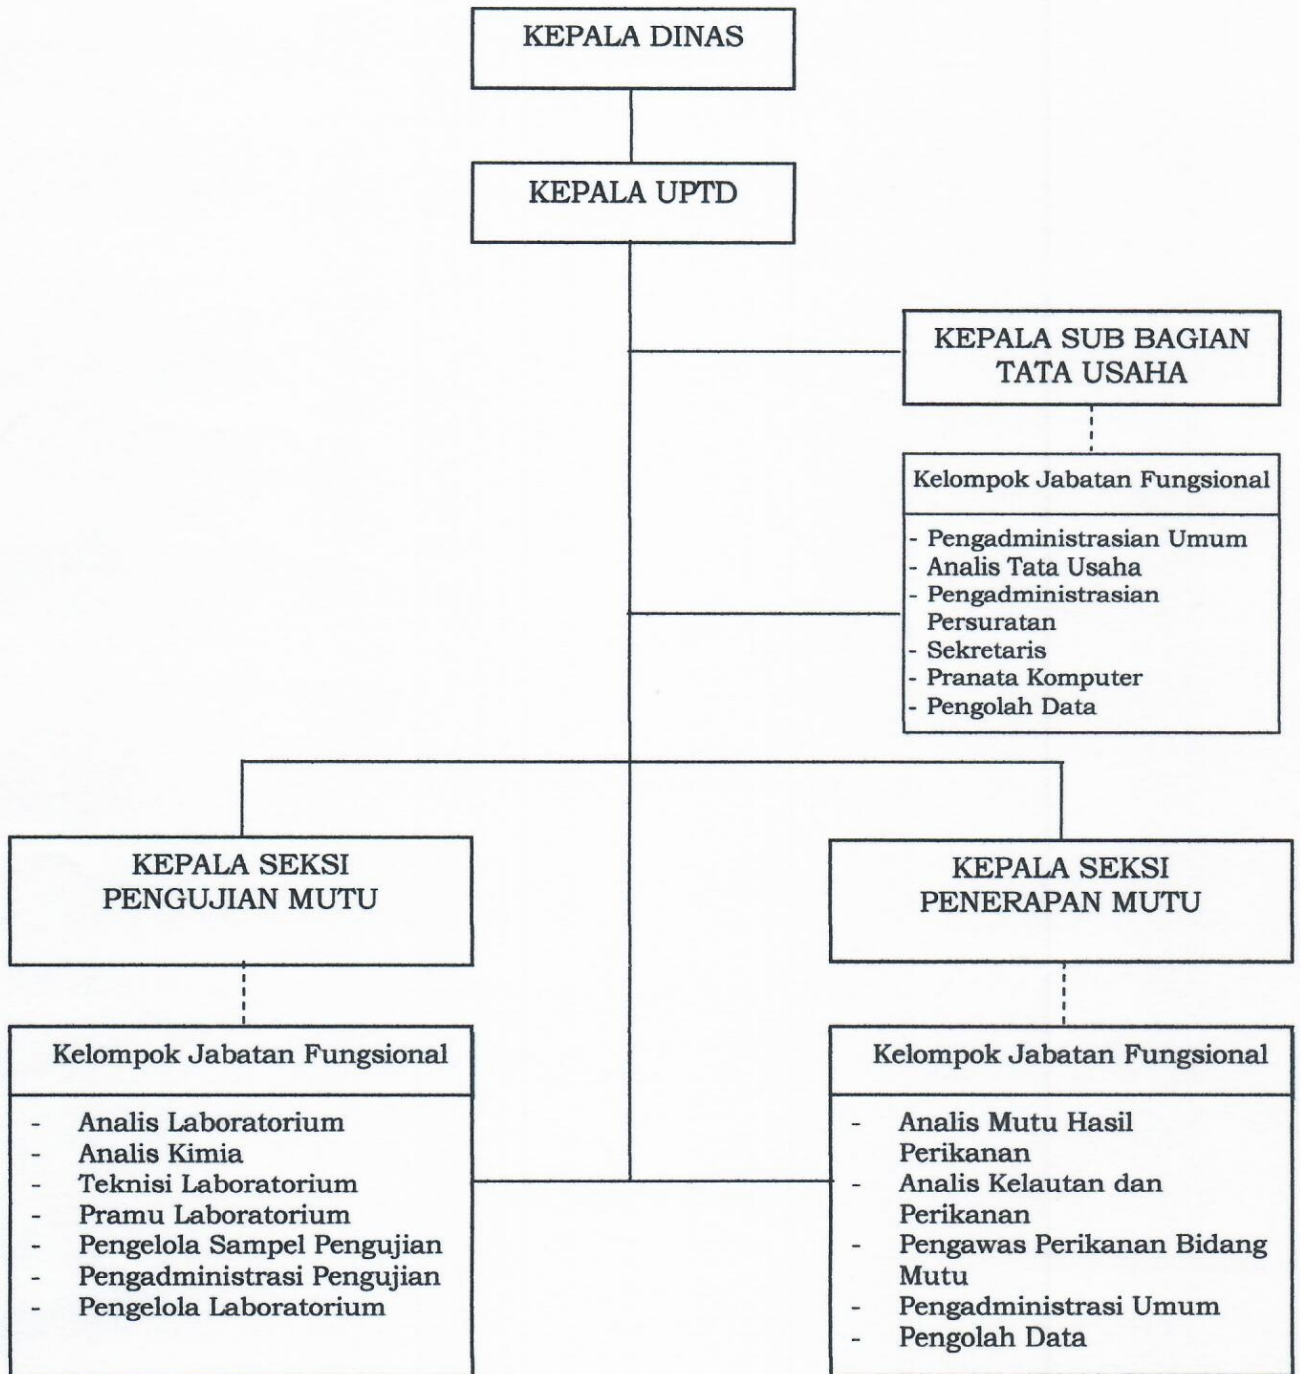 KEPALA DINAS
KEPALA UPTD
KEPALA SUB BAGIAN
TATA USAHA
Kelompok Jabatan Fungsional
- Pengadministrasian Umum
- Analis Tata Usaha
- Pengadministrasian
Persuratan
- Sekretaris
- Pranata Komputer
- Pengolah Data
KEPALA SEKSI
PENGUJIAN MUTU
Kelompok Jabatan Fungsional
- Analis Laboratorium
- Analis Kimia
- Teknisi Laboratorium
- Pramu Laboratorium
- Pengelola Sampel Pengujian
- Pengadministrasi Pengujian
- Pengelola Laboratorium
KEPALA SEKSI
PENERAPAN MUTU
Kelompok Jabatan Fungsional
- Analis Mutu Hasil
Perikanan
- Analis Kelautan dan
Perikanan
- Pengawas Perikanan Bidang
Mutu
- Pengadministrasi Umum
- Pengolah Data